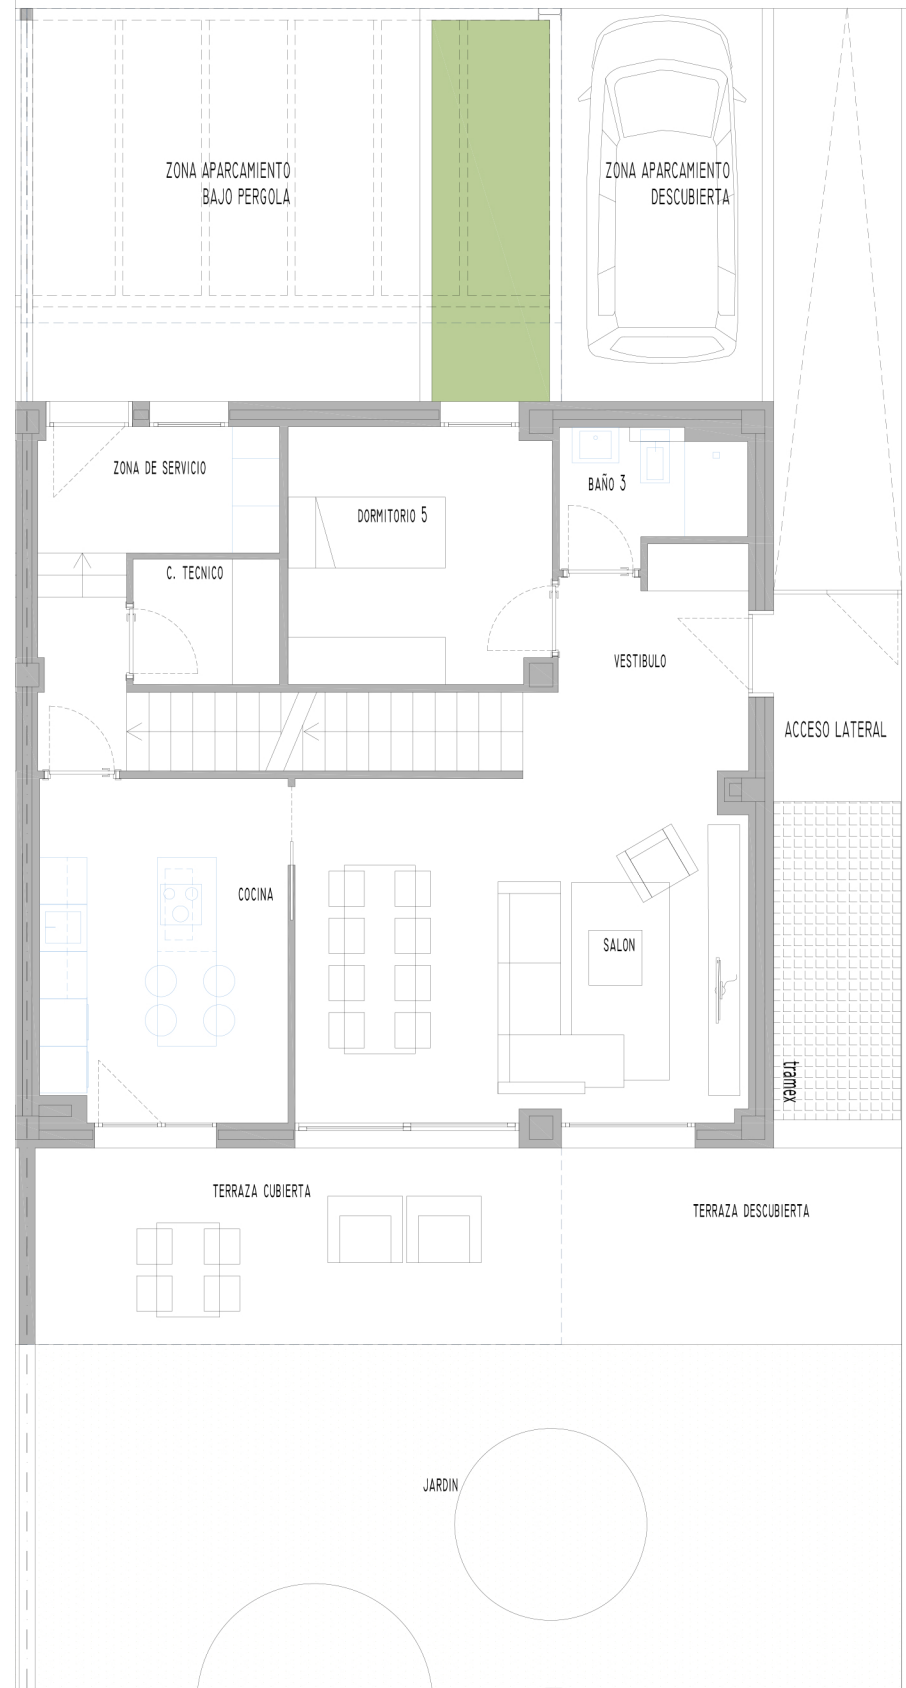 ZONA APARCAMIENTO
BAJO PERGOLA
ZONA APARCAMIENTO
DESCUBIERTA
ZONA DE SERVICIO
BAÑO 3
DORMITORIO 5
C. TECNICO
VESTIBULO
ACCESO LATERAL
COCINA
SALON
tramex
TERRAZA CUBIERTA
TERRAZA DESCUBIERTA
JARDIN